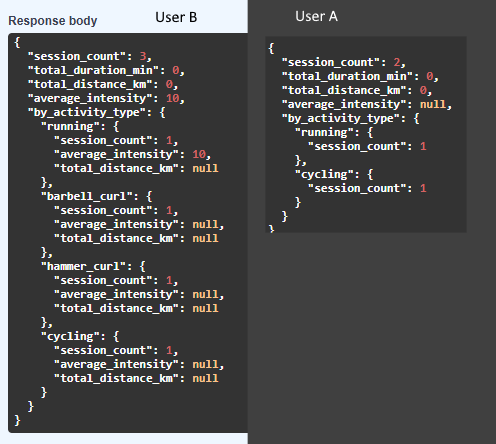 Response body
User B
{
  "session_count": 3,
  "total_duration_min": 0,
  "total_distance_km": 0,
  "average_intensity": 10,
  "by_activity_type": {
    "running": {
      "session_count": 1,
      "average_intensity": 10,
      "total_distance_km": null
    },
    "barbell_curl": {
      "session_count": 1,
      "average_intensity": null,
      "total_distance_km": null
    },
    "hammer_curl": {
      "session_count": 1,
      "average_intensity": null,
      "total_distance_km": null
    },
    "cycling": {
      "session_count": 1,
      "average_intensity": null,
      "total_distance_km": null
    }
  }
}
User A
{
  "session_count": 2,
  "total_duration_min": 0,
  "total_distance_km": 0,
  "average_intensity": null,
  "by_activity_type": {
    "running": {
      "session_count": 1
    },
    "cycling": {
      "session_count": 1
    }
  }
}